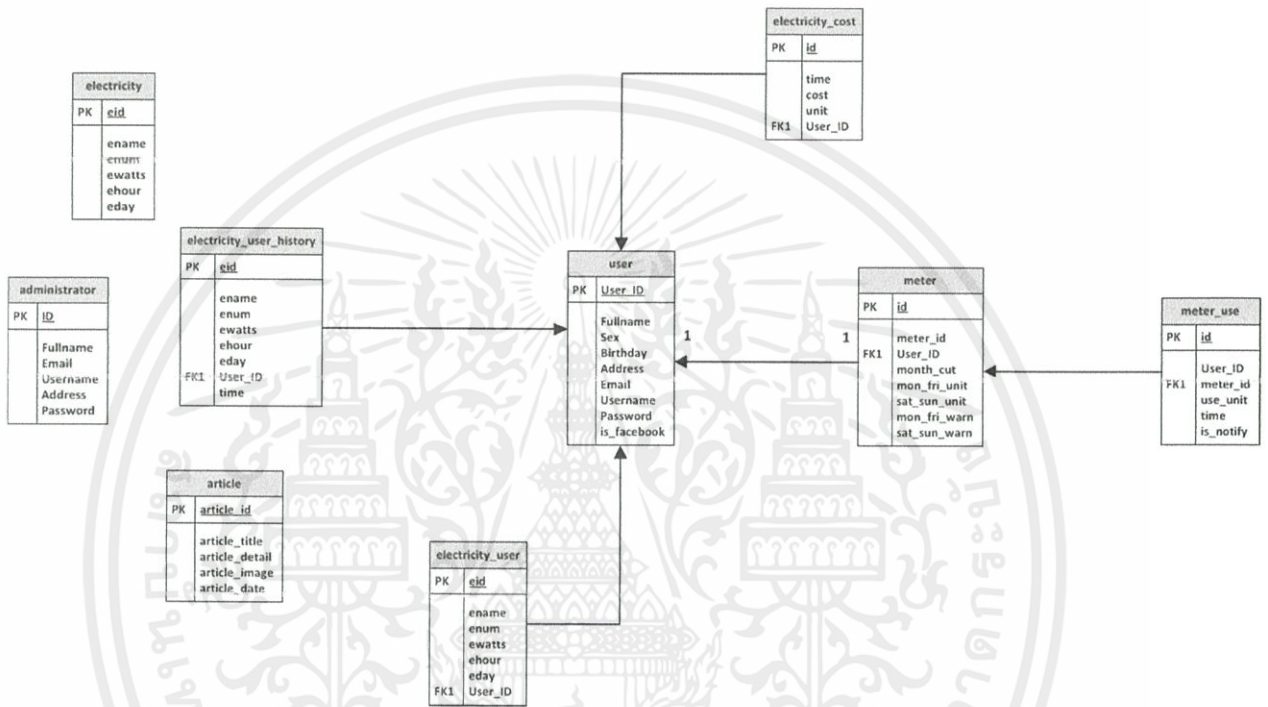 electricity_cost
PK id
time
cost
unit
FK1 User_ID
electricity
PK eid
ename
enum
ewatts
ehour
eday
electricity_user_history
PK eid
ename
enum
ewatts
ehour
eday
FK1 User_ID
time
administrator
PK ID
Fullname
Email
Username
Address
Password
user
PK User_ID
Fullname
Sex
Birthday
Address
Email
Username
Password
is_facebook
1
1
meter
PK id
meter_id
FK1 User_ID
month_cut
mon_fri_unit
sat_sun_unit
mon_fri_warn
sat_sun_warn
meter_use
PK id
User_ID
FK1 meter_id
use_unit
time
is_notify
article
PK article_id
article_title
article_detail
article_image
article_date
electricity_user
PK eid
ename
enum
ewatts
ehour
eday
FK1 User_ID